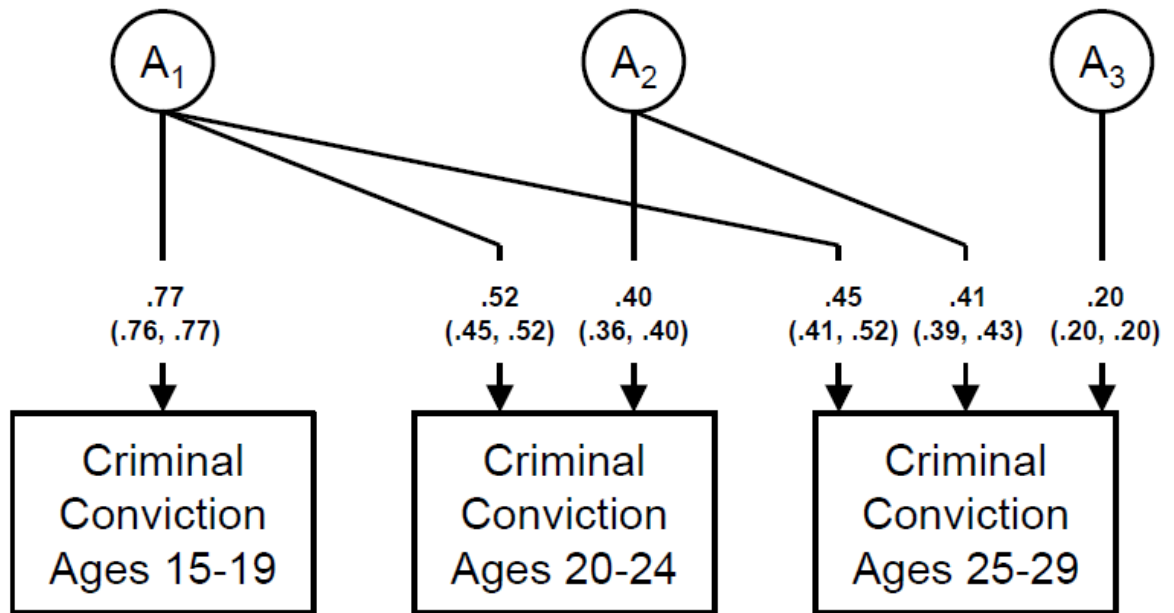 A1 A2 A3
.77 .52 .40 .45 .41 .20
(.76, .77) (.45, .52) (.36, .40) (.41, .52) (.39, .43) (.20, .20)
Criminal
Conviction
Ages 15-19
Criminal
Conviction
Ages 20-24
Criminal
Conviction
Ages 25-29